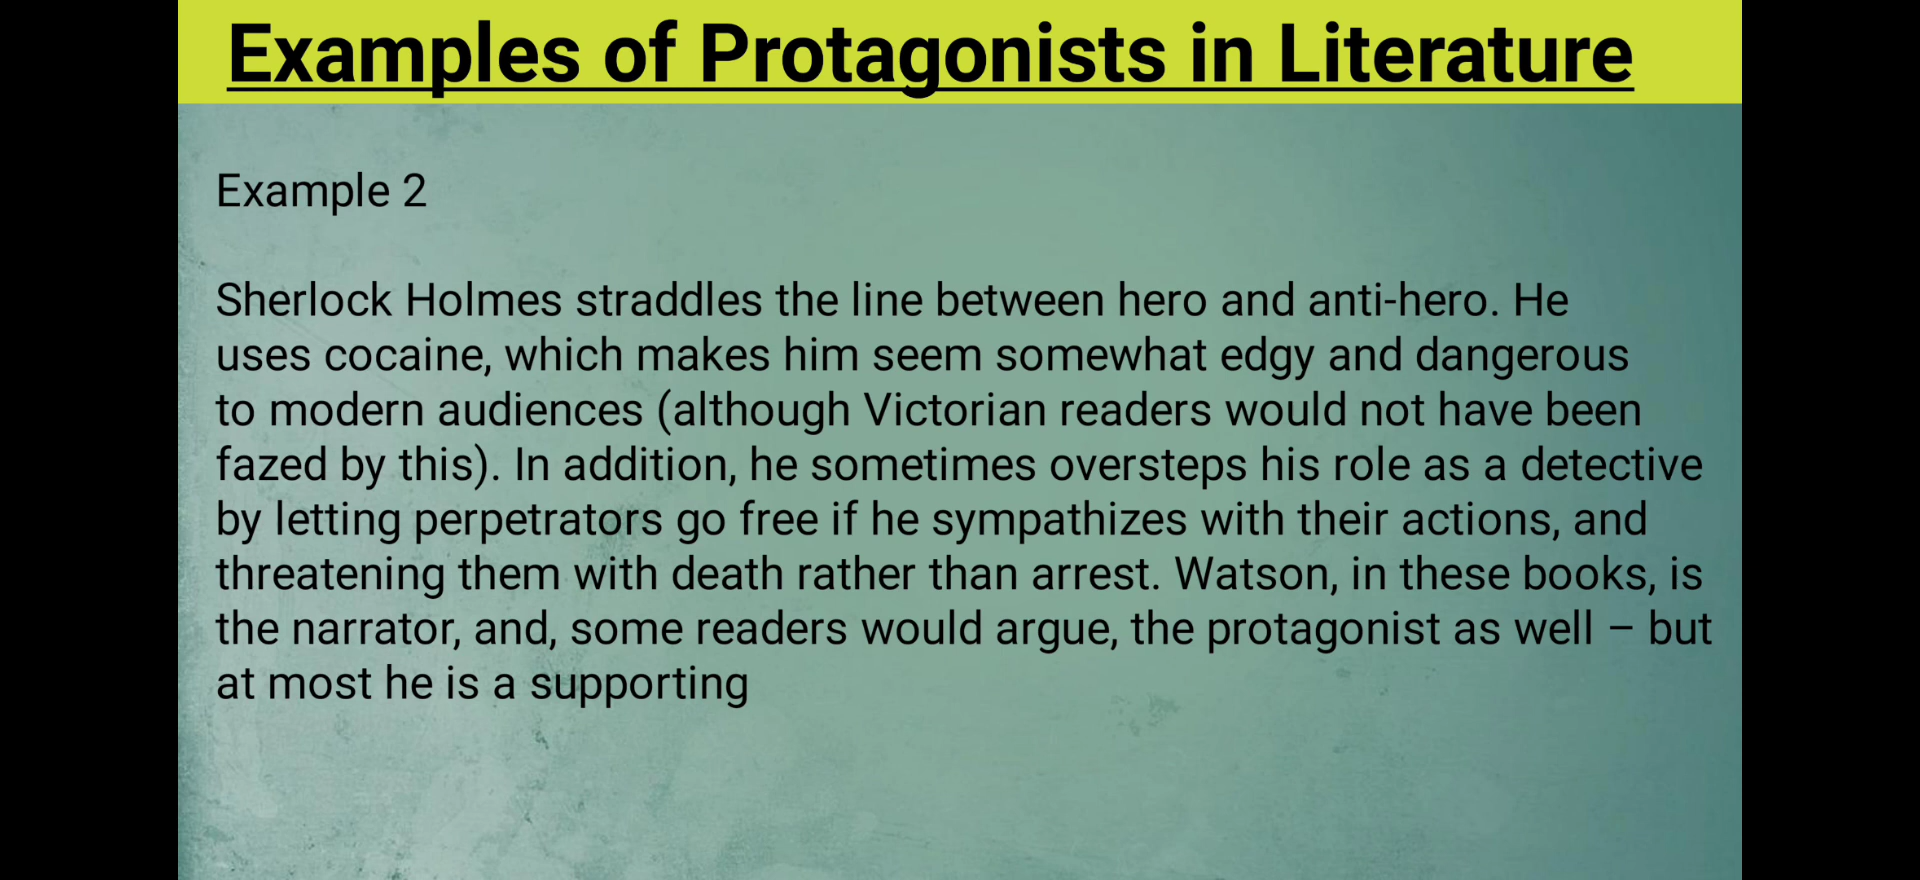 Examples of Protagonists in Literature
Example 2
Sherlock Holmes straddles the line between hero and anti-hero. He
uses cocaine, which makes him seem somewhat edgy and dangerous
to modern audiences (although Victorian readers would not have been
fazed by this). In addition, he sometimes oversteps his role as a detective
by letting perpetrators go free if he sympathizes with their actions, and
threatening them with death rather than arrest. Watson, in these books, is
the narrator, and, some readers would argue, the protagonist as well – but
at most he is a supporting